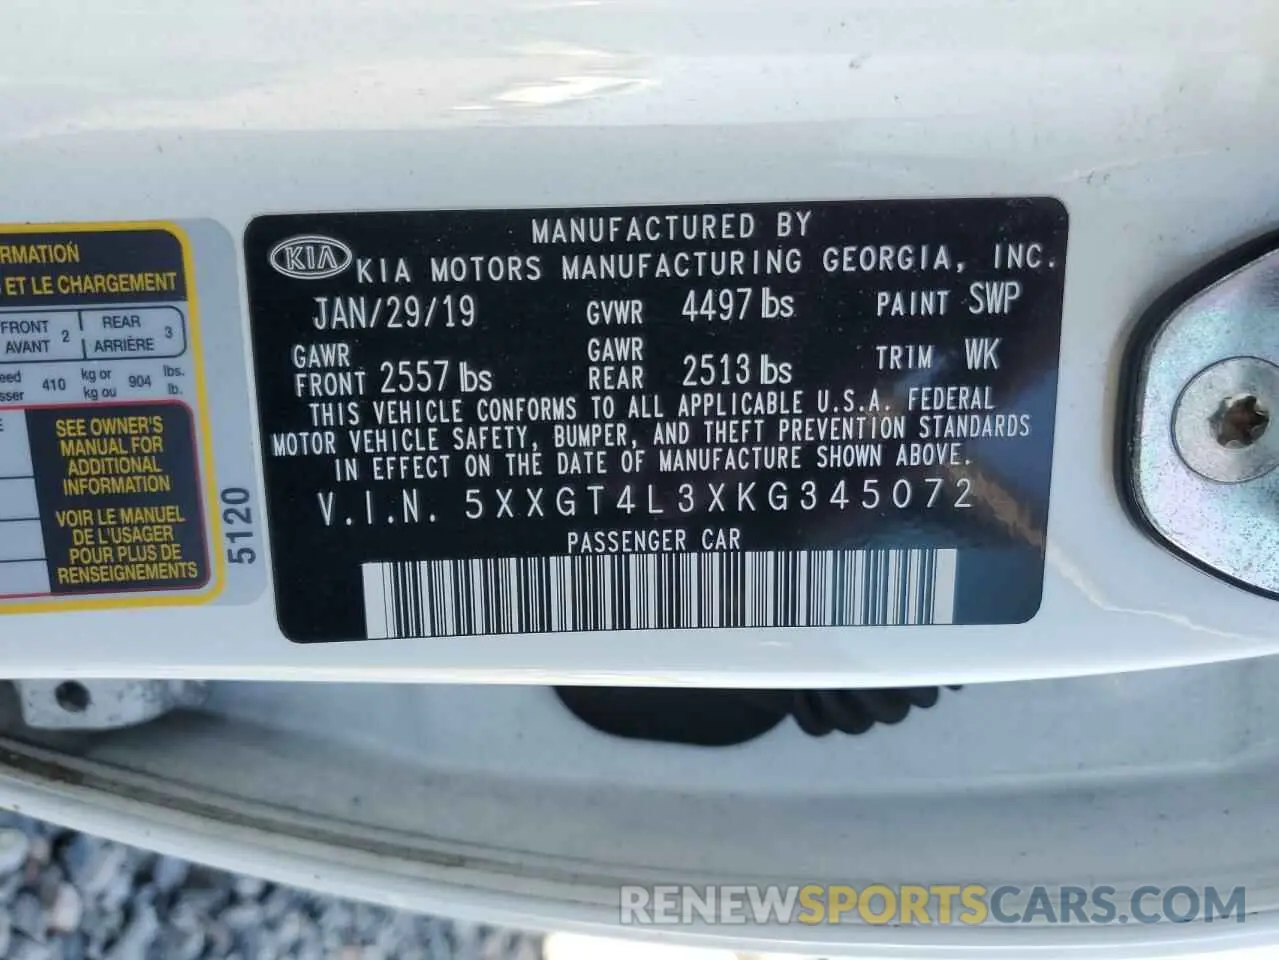 MANUFACTURED BY
KIA KIA MOTORS MANUFACTURING GEORGIA, INC.
JAN/29/19 GVWR 4497 lbs PAINT SWP
GAWR FRONT 2557 lbs GAWR REAR 2513 lbs TRIM WK
THIS VEHICLE CONFORMS TO ALL APPLICABLE U.S.A. FEDERAL
MOTOR VEHICLE SAFETY, BUMPER, AND THEFT PREVENTION STANDARDS
IN EFFECT ON THE DATE OF MANUFACTURE SHOWN ABOVE.
V.I.N. 5XXGT4L3XKG345072
PASSENGER CAR
RMATION
ET LE CHARGEMENT
FRONT 2 REAR 3
AVANT ARRIÈRE
eed 410 kg or 904 lbs.
sser kg ou lb.
SEE OWNER'S
MANUAL FOR
ADDITIONAL
INFORMATION
VOIR LE MANUEL
DE L'USAGER
POUR PLUS DE
RENSEIGNEMENTS
5120
RENEWSPORTSCARS.COM